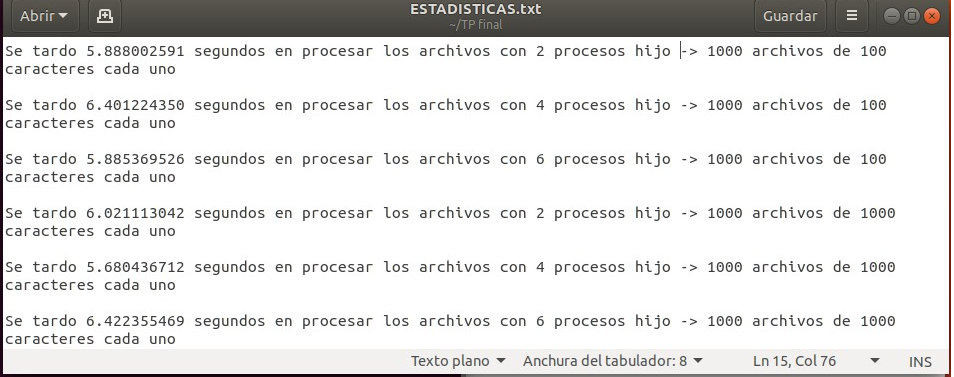 Abrir
ESTADISTICAS.txt
~/TP final
Guardar
Se tardo 5.888002591 segundos en procesar los archivos con 2 procesos hijo -> 1000 archivos de 100
caracteres cada uno
Se tardo 6.401224350 segundos en procesar los archivos con 4 procesos hijo -> 1000 archivos de 100
caracteres cada uno
Se tardo 5.885369526 segundos en procesar los archivos con 6 procesos hijo -> 1000 archivos de 100
caracteres cada uno
Se tardo 6.021113042 segundos en procesar los archivos con 2 procesos hijo -> 1000 archivos de 1000
caracteres cada uno
Se tardo 5.680436712 segundos en procesar los archivos con 4 procesos hijo -> 1000 archivos de 1000
caracteres cada uno
Se tardo 6.422355469 segundos en procesar los archivos con 6 procesos hijo -> 1000 archivos de 1000
caracteres cada uno
Texto plano Anchura del tabulador: 8 Ln 15, Col 76 INS